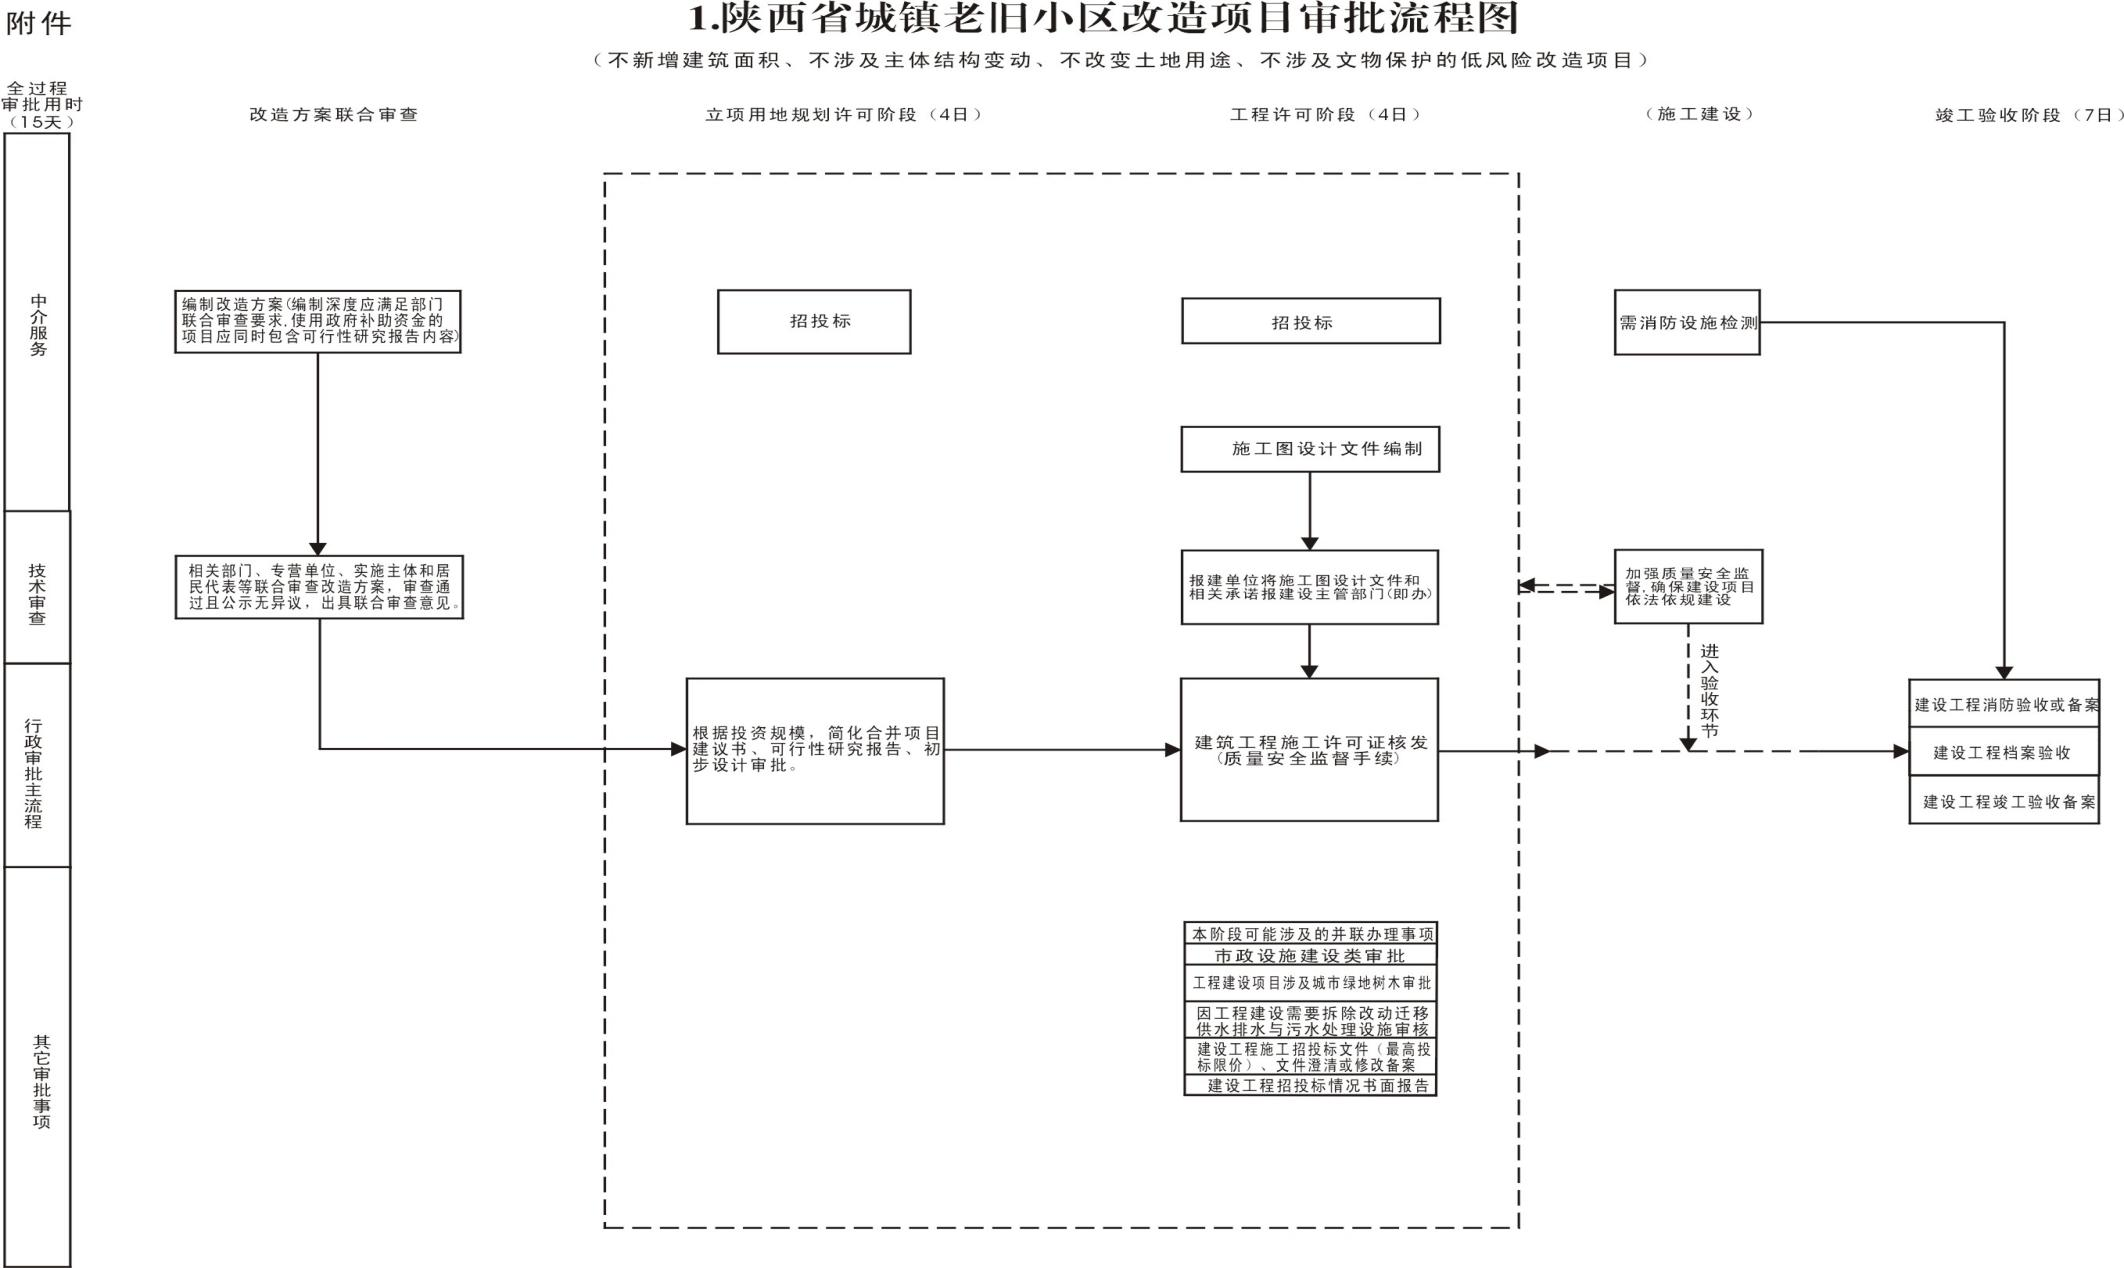 附件
1.陕西省城镇老旧小区改造项目审批流程图
（不新增建筑面积、不涉及主体结构变动、不改变土地用途、不涉及文物保护的低风险改造项目）
全过程
审批用时
（15天）
改造方案联合审查
立项用地规划许可阶段（4日）
工程许可阶段（4日）
（施工建设）
竣工验收阶段（7日）
中介服务
编制改造方案(编制深度应满足部门
联合审查要求,使用政府补助资金的
项目应同时包含可行性研究报告内容)
招投标
招投标
需消防设施检测
施工图设计文件编制
技术审查
相关部门、专营单位、实施主体和居
民代表等联合审查改造方案，审查通
过且公示无异议，出具联合审查意见。
报建单位将施工图设计文件和
相关承诺报建设主管部门(即办)
加强质量安全监
督,确保建设项目
依法依规建设
进入验收环节
行政审批主流程
根据投资规模，简化合并项目
建议书、可行性研究报告、初
步设计审批。
建筑工程施工许可证核发
(质量安全监督手续)
建设工程消防验收或备案
建设工程档案验收
建设工程竣工验收备案
其它审批事项
本阶段可能涉及的并联办理事项
市政设施建设类审批
工程建设项目涉及城市绿地树木审批
因工程建设需要拆除改动迁移
供水排水与污水处理设施审核
建设工程施工招投标文件（最高投
标限价）、文件澄清或修改备案
建设工程招投标情况书面报告